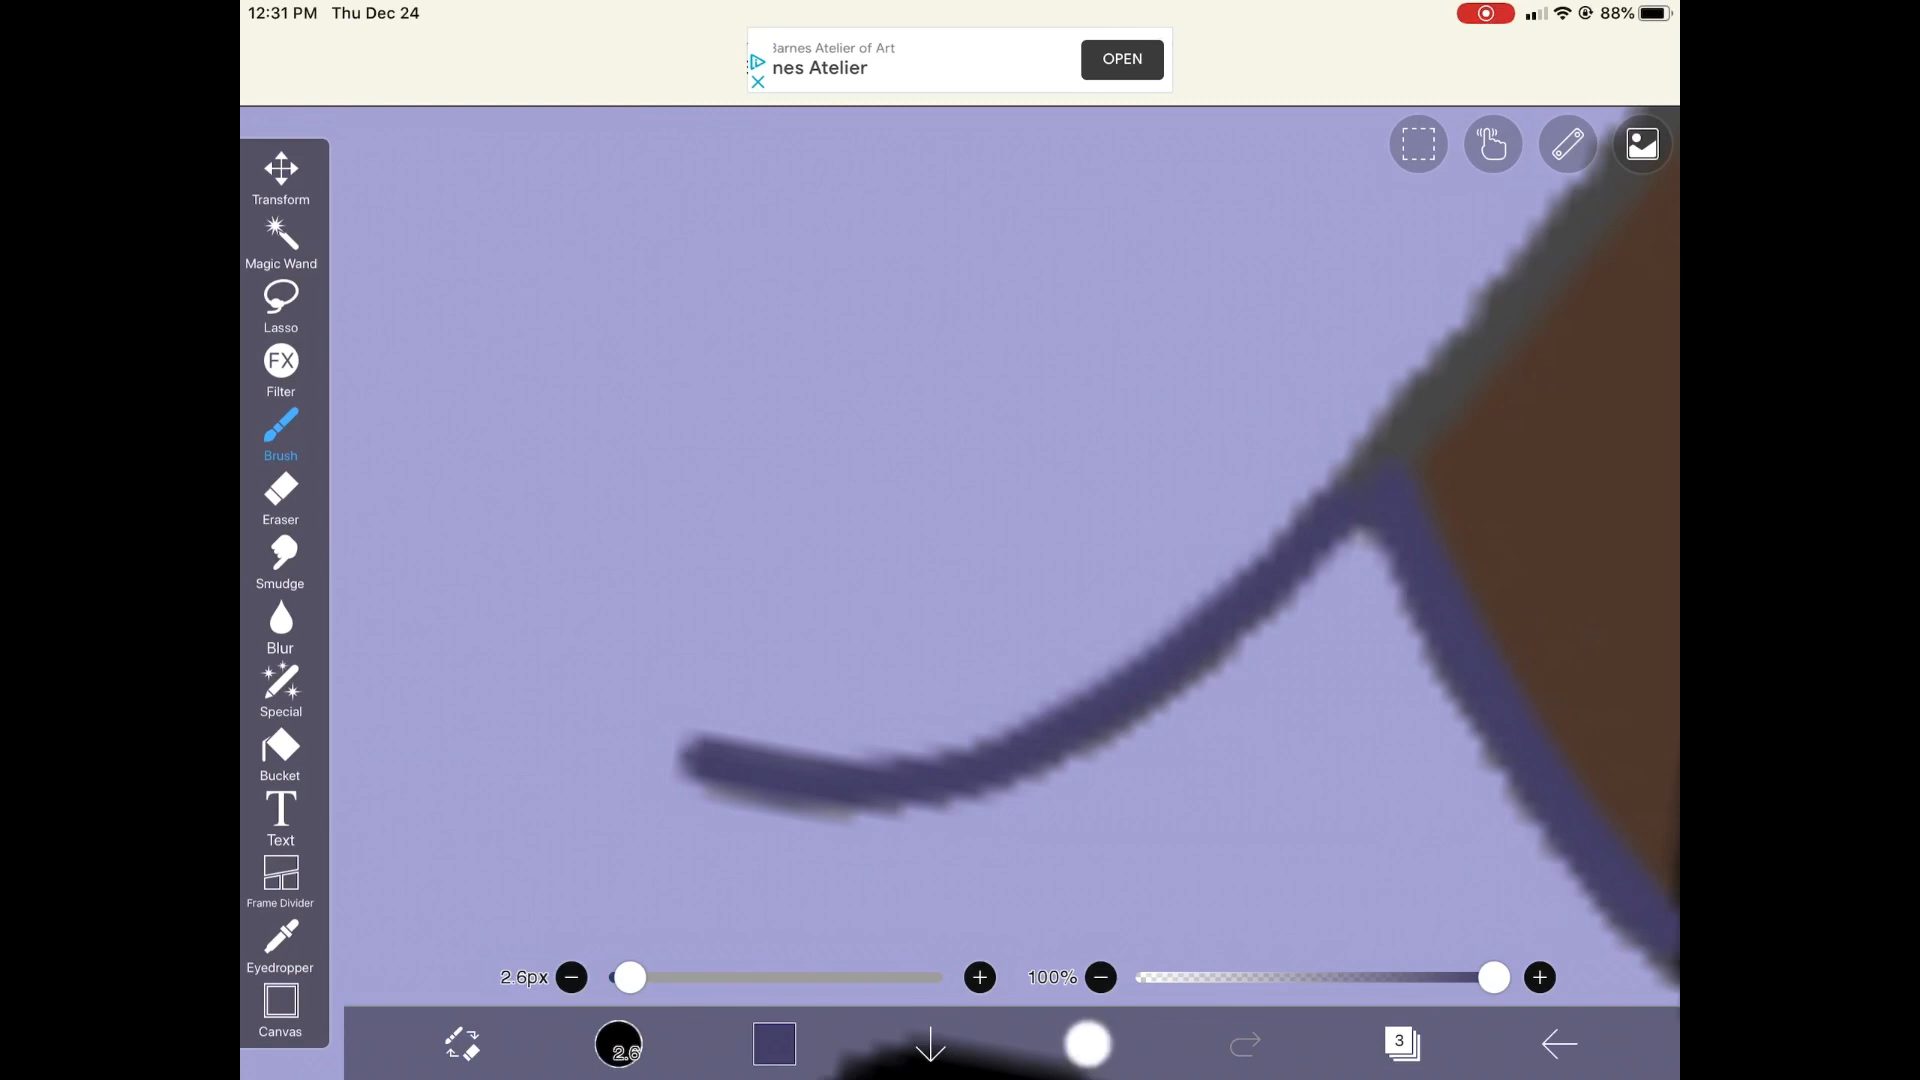 12:31 PM Thu Dec 24
88%
Barnes Atelier of Art
nes Atelier
OPEN
Transform
Magic Wand
Lasso
FX
Filter
Brush
Eraser
Smudge
Blur
Special
Bucket
T
Text
Frame Divider
Eyedropper
Canvas
2.6px
100%
2.6
3